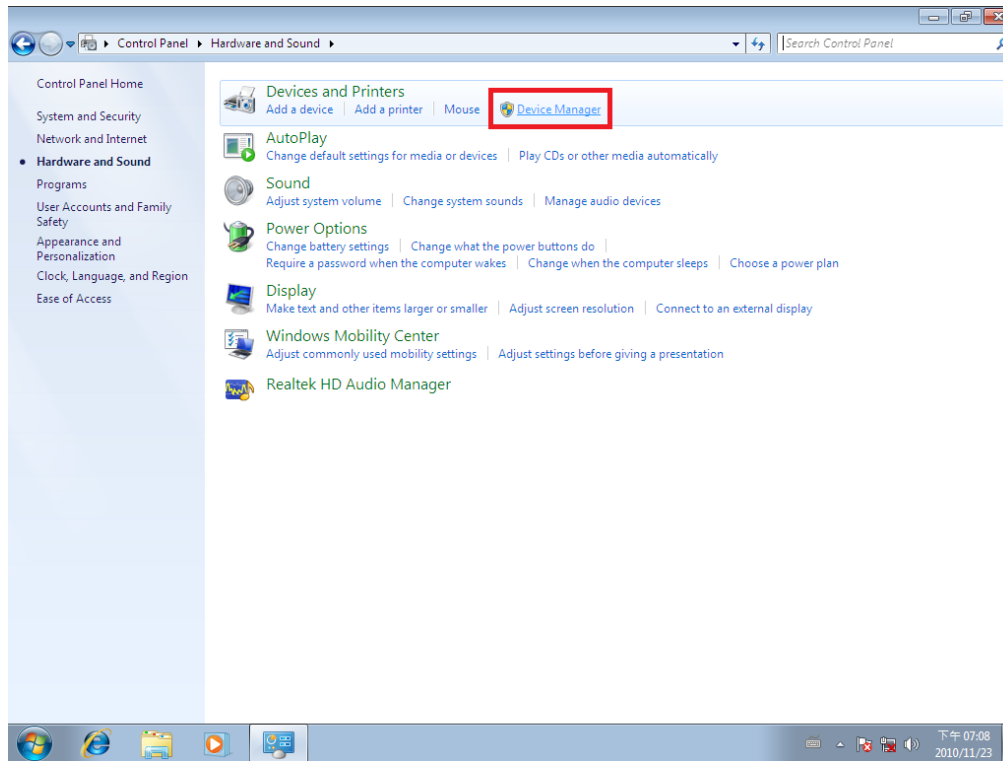 Control Panel Hardware and Sound
Search Control Panel
Control Panel Home
System and Security
Network and Internet
Hardware and Sound
Programs
User Accounts and Family
Safety
Appearance and
Personalization
Clock, Language, and Region
Ease of Access
Devices and Printers
Add a device Add a printer Mouse Device Manager
AutoPlay
Change default settings for media or devices Play CDs or other media automatically
Sound
Adjust system volume Change system sounds Manage audio devices
Power Options
Change battery settings Change what the power buttons do
Require a password when the computer wakes Change when the computer sleeps Choose a power plan
Display
Make text and other items larger or smaller Adjust screen resolution Connect to an external display
Windows Mobility Center
Adjust commonly used mobility settings Adjust settings before giving a presentation
Realtek HD Audio Manager
下午 07:08
2010/11/23